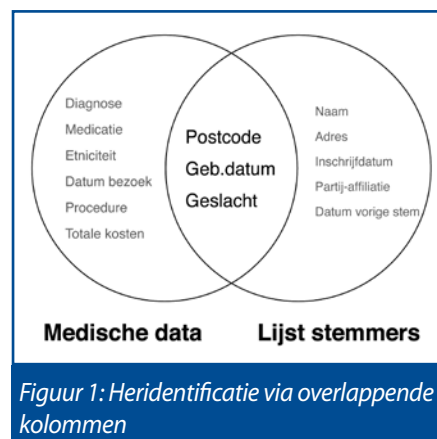 Diagnose
Medicatie
Etniciteit
Datum bezoek
Procedure
Totale kosten
Postcode
Geb.datum
Geslacht
Naam
Adres
Inschrijfdatum
Partij-affiliatie
Datum vorige stem
Medische data
Lijst stemmers
Figuur 1: Heridentificatie via overlappende
kolommen